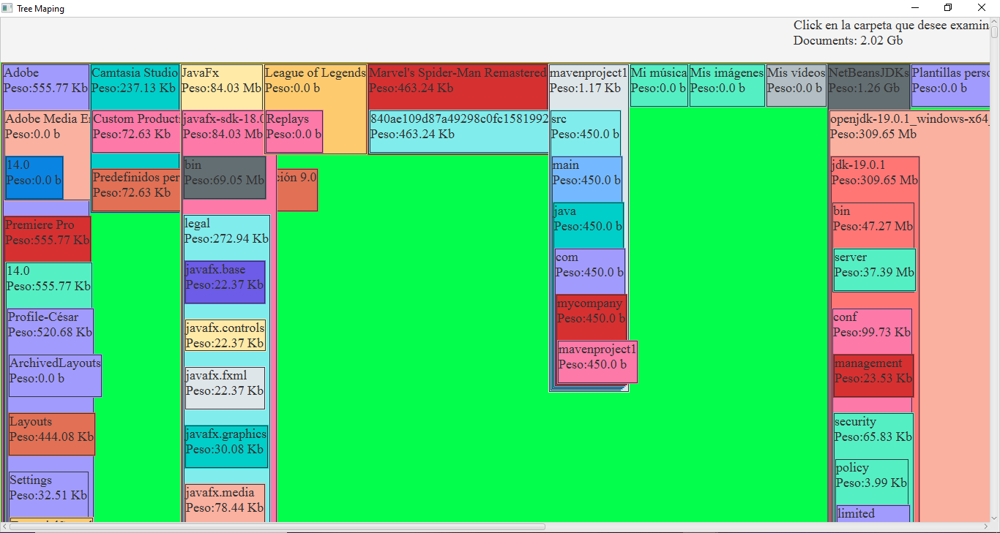 Tree Maping
Click en la carpeta que desee examin
Documents: 2.02 Gb
Adobe
Peso:555.77 Kb
Adobe Media E
Peso:0.0 b
14.0
Peso:0.0 b
Premiere Pro
Peso:555.77 Kb
14.0
Peso:555.77 Kb
Profile-César
Peso:520.68 Kb
ArchivedLayouts
Peso:0.0 b
Layouts
Peso:444.08 Kb
Settings
Peso:32.51 Kb
Camtasia Studio
Peso:237.13 Kb
Custom Product
Peso:72.63 Kb
Predefinidos per
Peso:72.63 Kb
ción 9.0
JavaFx
Peso:84.03 Mb
javafx-sdk-18.0
Peso:84.03 Mb
bin
Peso:69.05 Mb
legal
Peso:272.94 Kb
javafx.base
Peso:22.37 Kb
javafx.controls
Peso:22.37 Kb
javafx.fxml
Peso:22.37 Kb
javafx.graphics
Peso:30.08 Kb
javafx.media
Peso:78.44 Kb
League of Legends
Peso:0.0 b
Replays
Peso:0.0 b
Marvel's Spider-Man Remastered
Peso:463.24 Kb
840ae109d87a49298c0fc1581992
Peso:463.24 Kb
mavenproject1
Peso:1.17 Kb
src
Peso:450.0 b
main
Peso:450.0 b
java
Peso:450.0 b
com
Peso:450.0 b
mycompany
Peso:450.0 b
mavenproject1
Peso:450.0 b
Mi música
Peso:0.0 b
Mis imágenes
Peso:0.0 b
Mis vídeos
Peso:0.0 b
NetBeansJDKs
Peso:1.26 Gb
openjdk-19.0.1_windows-x64_
Peso:309.65 Mb
jdk-19.0.1
Peso:309.65 Mb
bin
Peso:47.27 Mb
server
Peso:37.39 Mb
conf
Peso:99.73 Kb
management
Peso:23.53 Kb
security
Peso:65.83 Kb
policy
Peso:3.99 Kb
limited
Plantillas perso
Peso:0.0 b